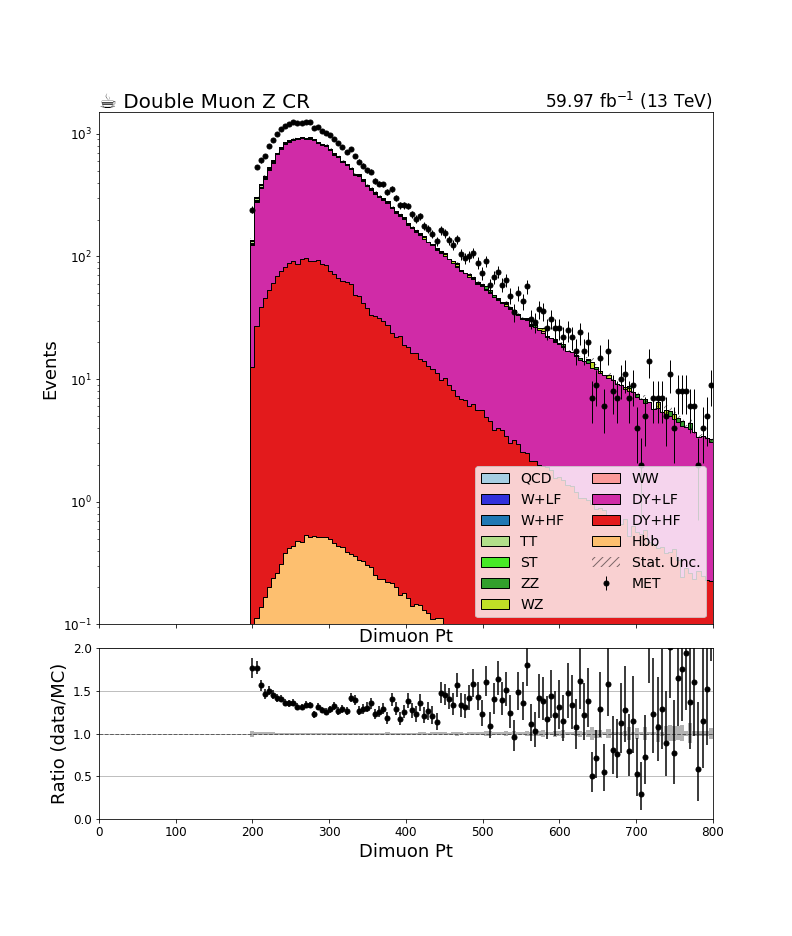 ☕ Double Muon Z CR 59.97 fb⁻¹ (13 TeV)
10³
10²
10¹
10⁰
10⁻¹
Events
QCD WW
W+LF DY+LF
W+HF DY+HF
TT Hbb
ST Stat. Unc.
ZZ MET
WZ
Dimuon Pt
2.0
1.5
1.0
0.5
0.0
Ratio (data/MC)
0 100 200 300 400 500 600 700 800
Dimuon Pt